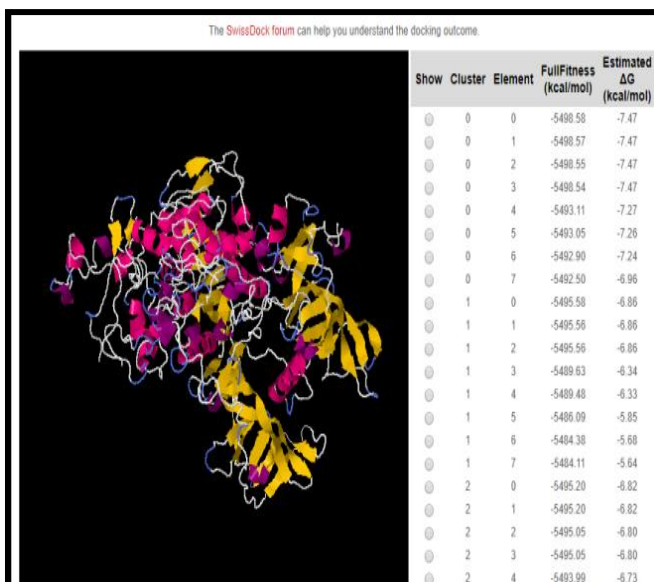 The SwissDock forum can help you understand the docking outcome.
Show Cluster Element FullFitness (kcal/mol) Estimated ΔG (kcal/mol)
0 0 -5498.58 -7.47
0 1 -5498.57 -7.47
0 2 -5498.55 -7.47
0 3 -5498.54 -7.47
0 4 -5493.11 -7.27
0 5 -5493.05 -7.26
0 6 -5492.90 -7.24
0 7 -5492.50 -6.96
1 0 -5495.58 -6.86
1 1 -5495.56 -6.86
1 2 -5495.56 -6.86
1 3 -5489.63 -6.34
1 4 -5489.48 -6.33
1 5 -5486.09 -5.85
1 6 -5484.38 -5.68
1 7 -5484.11 -5.64
2 0 -5495.20 -6.82
2 1 -5495.20 -6.82
2 2 -5495.05 -6.80
2 3 -5495.05 -6.80
2 4 -5493.99 -6.73